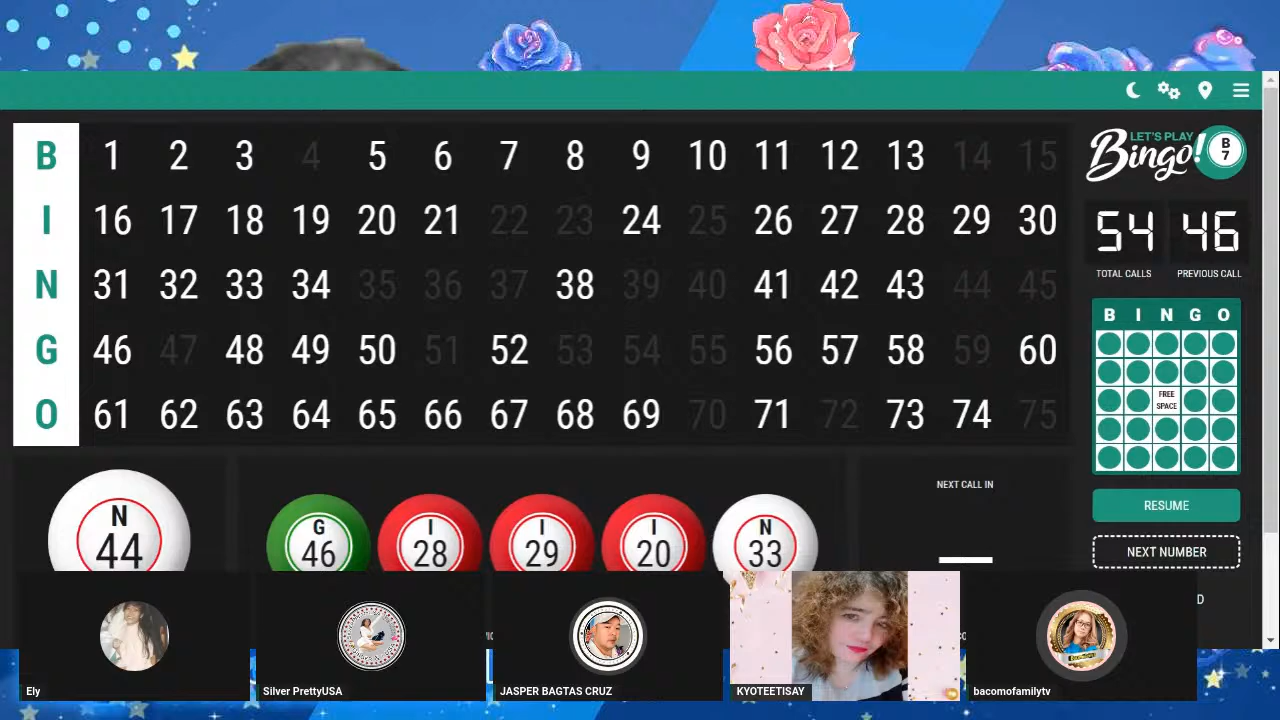 LET'S PLAY
Bingo!
B
7
B 1 2 3 4 5 6 7 8 9 10 11 12 13 14 15
I 16 17 18 19 20 21 22 23 24 25 26 27 28 29 30
N 31 32 33 34 35 36 37 38 39 40 41 42 43 44 45
G 46 47 48 49 50 51 52 53 54 55 56 57 58 59 60
O 61 62 63 64 65 66 67 68 69 70 71 72 73 74 75
54 46
TOTAL CALLS PREVIOUS CALL
B I N G O
FREE
SPACE
RESUME
NEXT NUMBER
NEXT CALL IN
N
44
G
46
I
28
I
29
I
20
N
33
D
Ely
Silver PrettyUSA
JASPER BAGTAS CRUZ
KYOTEETISAY
bacomofamilytv